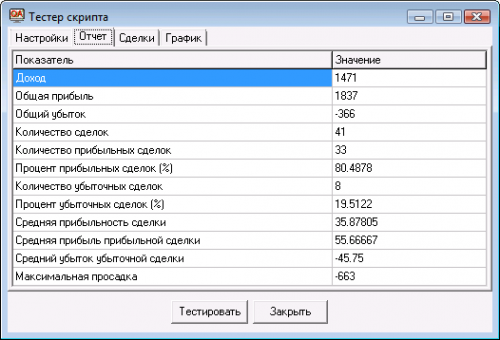 QA Тестер скрипта
Настройки Отчет Сделки График
Показатель Значение
Доход 1471
Общая прибыль 1837
Общий убыток -366
Количество сделок 41
Количество прибыльных сделок 33
Процент прибыльных сделок (%) 80.4878
Количество убыточных сделок 8
Процент убыточных сделок (%) 19.5122
Средняя прибыльность сделки 35.87805
Средняя прибыль прибыльной сделки 55.66667
Средний убыток убыточной сделки -45.75
Максимальная просадка -663
Тестировать Закрыть